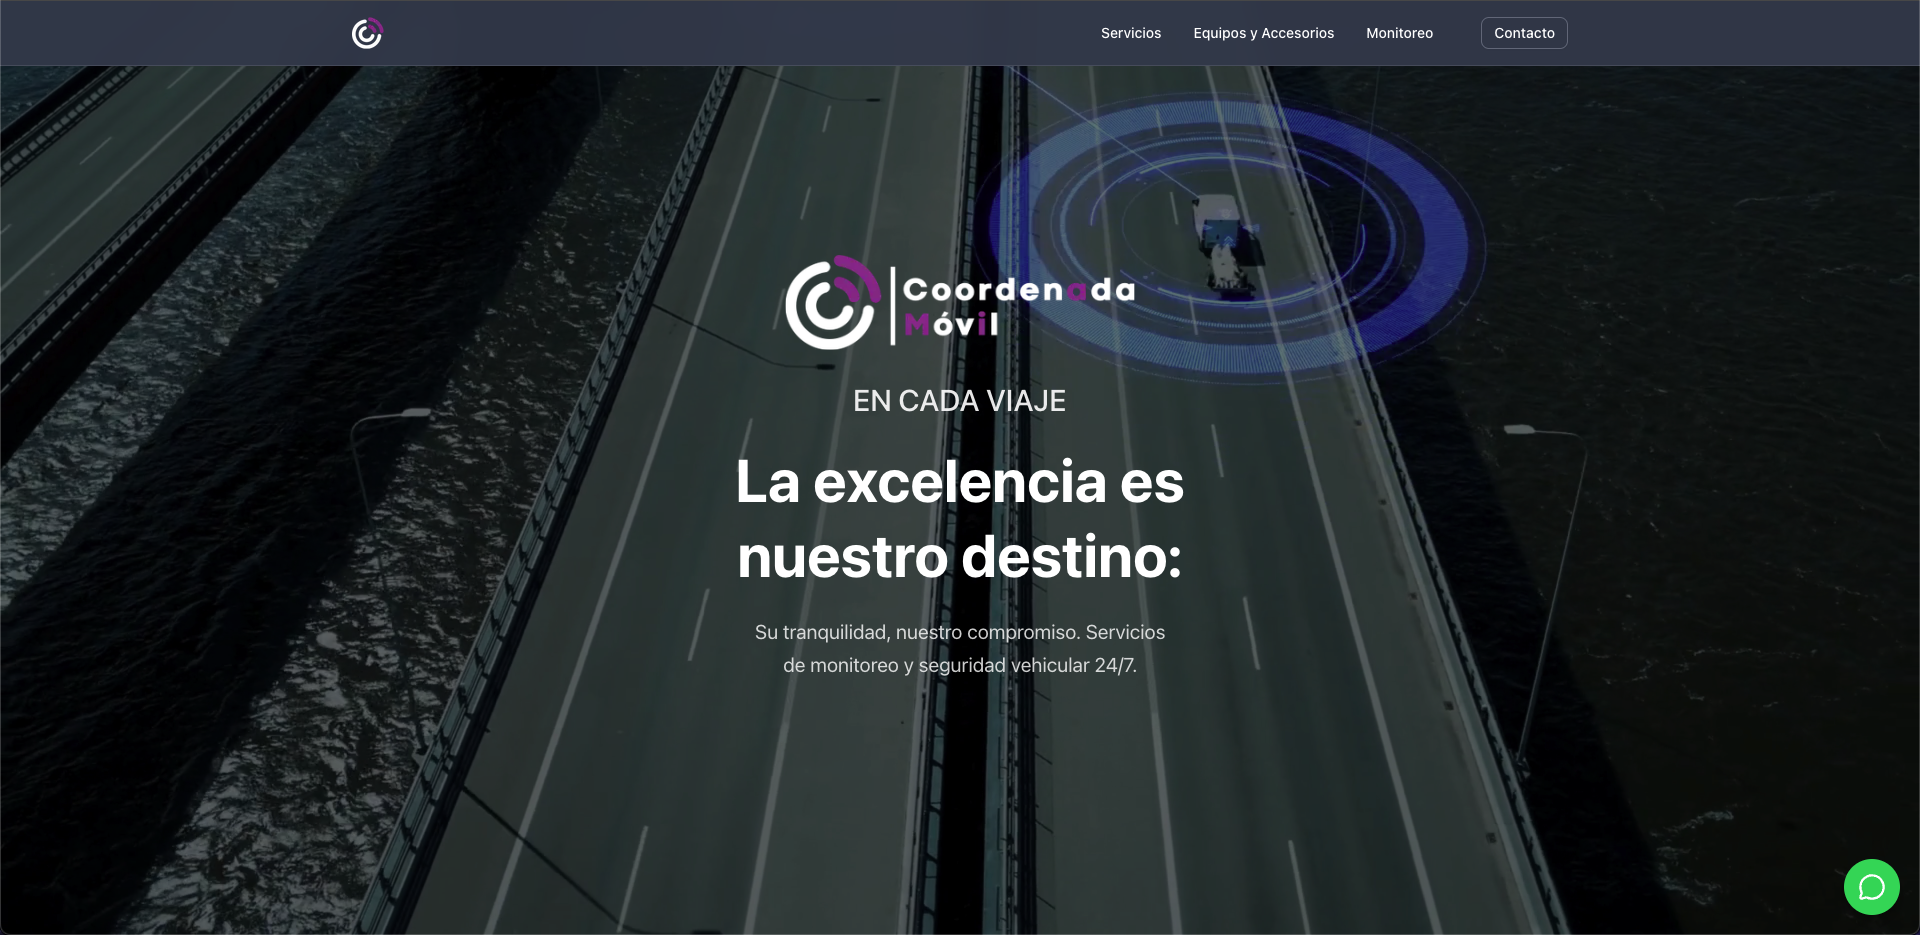 Servicios
Equipos y Accesorios
Monitoreo
Contacto
Coordenada
Móvil
EN CADA VIAJE
La excelencia es
nuestro destino:
Su tranquilidad, nuestro compromiso. Servicios
de monitoreo y seguridad vehicular 24/7.